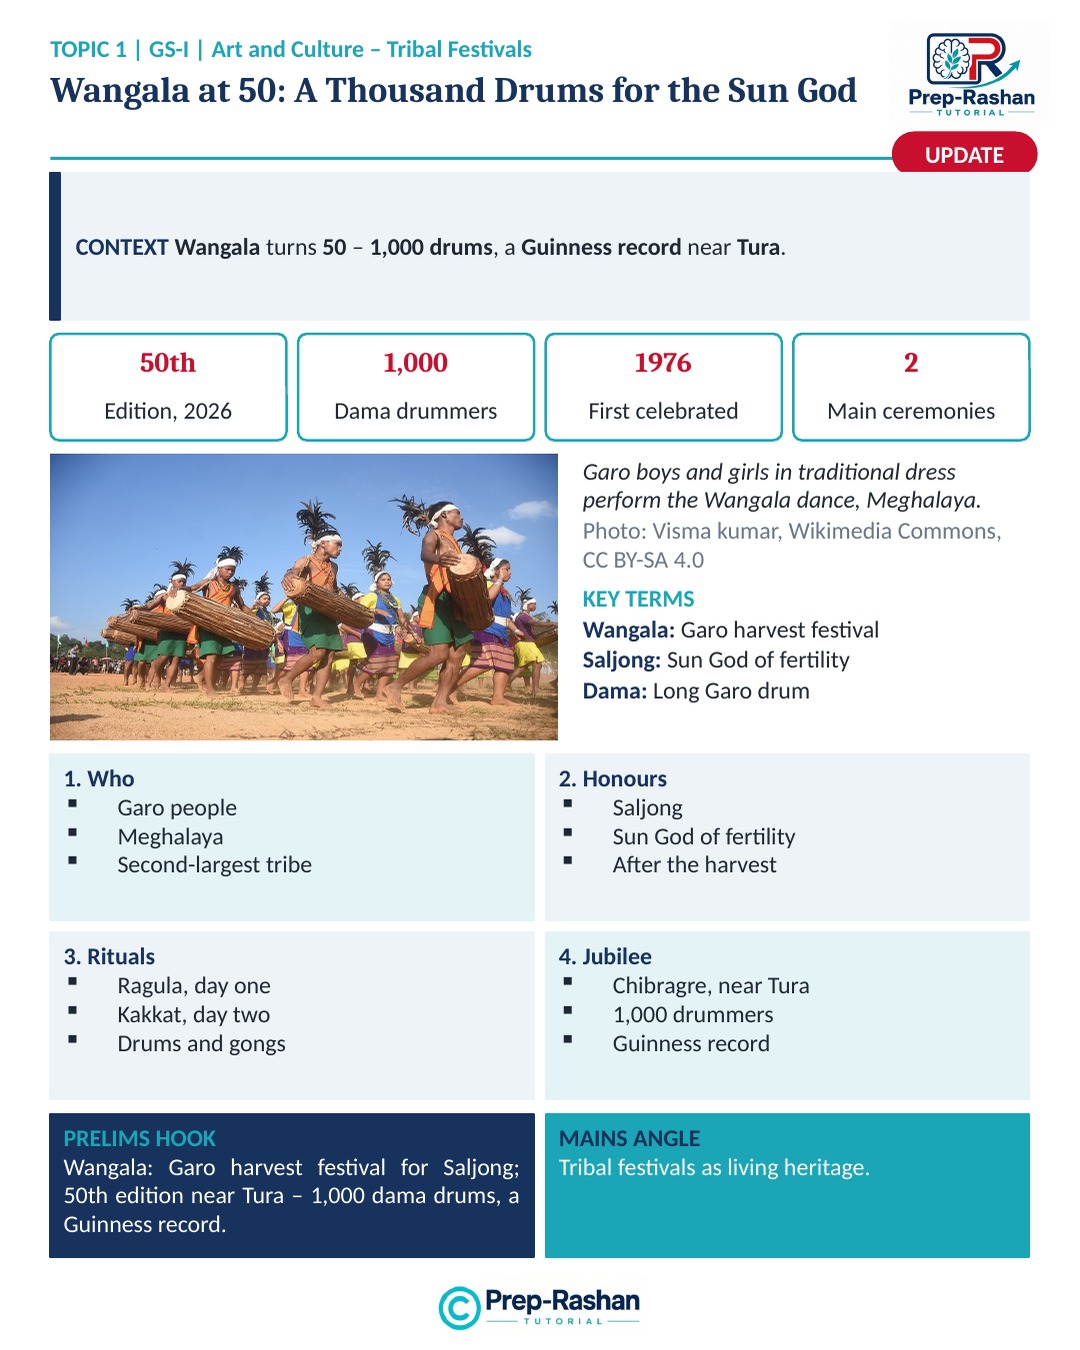 TOPIC 1 | GS-I | Art and Culture – Tribal Festivals
Wangala at 50: A Thousand Drums for the Sun God
Prep-Rashan
TUTORIAL
UPDATE
CONTEXT Wangala turns 50 – 1,000 drums, a Guinness record near Tura.
50th
Edition, 2026
1,000
Dama drummers
1976
First celebrated
2
Main ceremonies
Garo boys and girls in traditional dress
perform the Wangala dance, Meghalaya.
Photo: Visma kumar, Wikimedia Commons,
CC BY-SA 4.0
KEY TERMS
Wangala: Garo harvest festival
Saljong: Sun God of fertility
Dama: Long Garo drum
1. Who
▪ Garo people
▪ Meghalaya
▪ Second-largest tribe
2. Honours
▪ Saljong
▪ Sun God of fertility
▪ After the harvest
3. Rituals
▪ Ragula, day one
▪ Kakkat, day two
▪ Drums and gongs
4. Jubilee
▪ Chibragre, near Tura
▪ 1,000 drummers
▪ Guinness record
PRELIMS HOOK
Wangala: Garo harvest festival for Saljong;
50th edition near Tura – 1,000 dama drums, a
Guinness record.
MAINS ANGLE
Tribal festivals as living heritage.
© Prep-Rashan
TUTORIAL